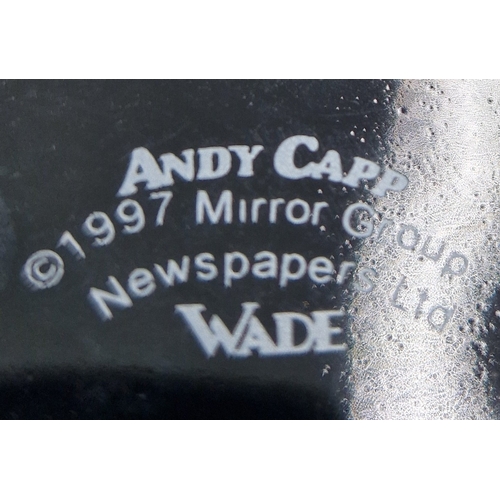 ANDY CAPP
©1997 Mirror Group
Newspapers Ltd
WADE